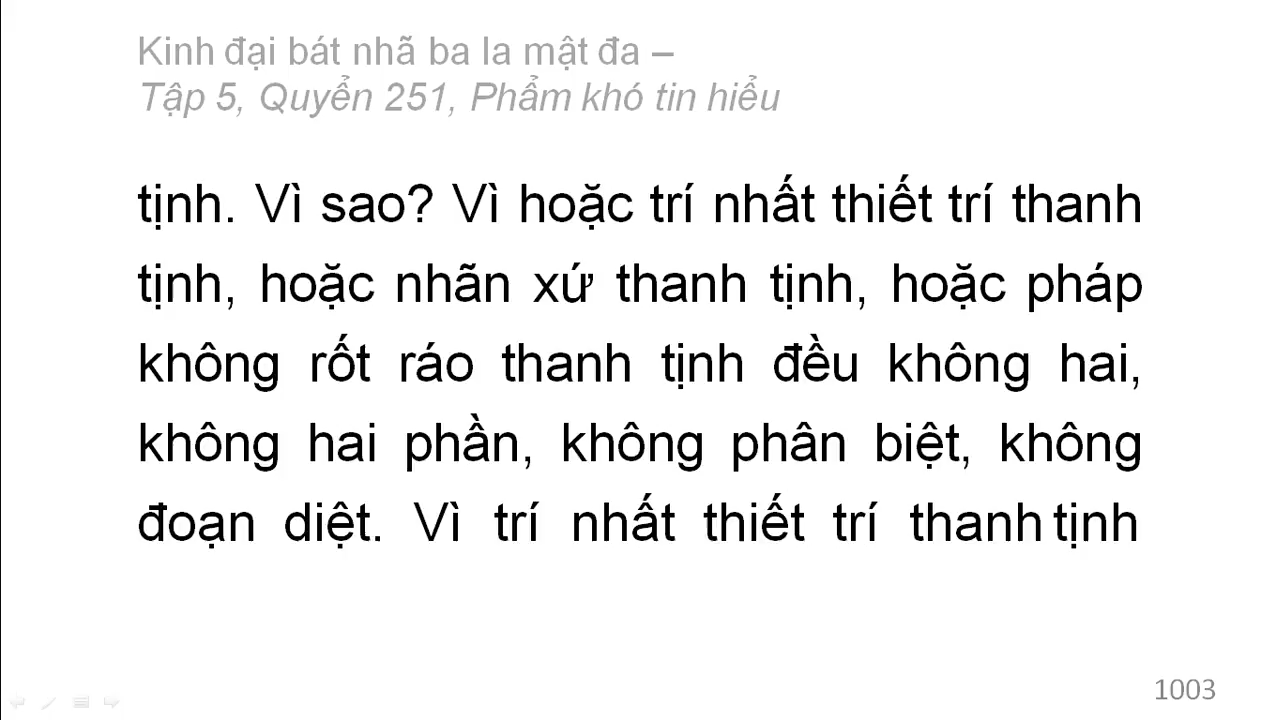 Kinh đại bát nhã ba la mật đa –
Tập 5, Quyển 251, Phẩm khó tin hiểu
tịnh. Vì sao? Vì hoặc trí nhất thiết trí thanh
tịnh, hoặc nhãn xứ thanh tịnh, hoặc pháp
không rốt ráo thanh tịnh đều không hai,
không hai phần, không phân biệt, không
đoạn diệt. Vì trí nhất thiết trí thanh tịnh
1003